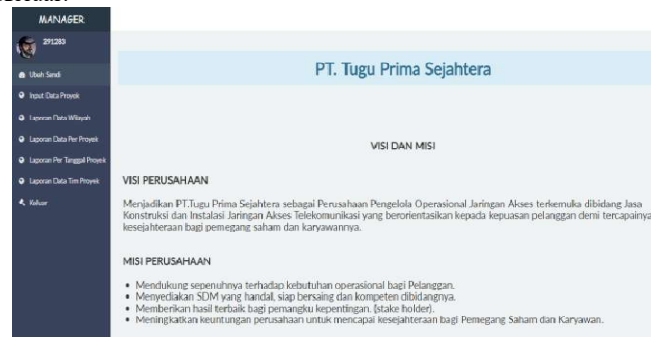 MANAGER
291283
Ubah Sandi
Input Data Proyek
Laporan Data Wilayah
Laporan Data Per Proyek
Laporan Per Tanggal Proyek
Laporan Data Tim Proyek
Keluar
PT. Tugu Prima Sejahtera
VISI DAN MISI
VISI PERUSAHAAN
Menjadikan PT.Tugu Prima Sejahtera sebagai Perusahaan Pengelola Operasional Jaringan Akses terkemuka dibidang Jasa
Konstruksi dan Instalasi Jaringan Akses Telekomunikasi yang berorientasikan kepada kepuasan pelanggan demi tercapainya
kesejahteraan bagi pemegang saham dan karyawannya.
MISI PERUSAHAAN
• Mendukung sepenuhnya terhadap kebutuhan operasional bagi Pelanggan.
• Menyediakan SDM yang handal, siap bersaing dan kompeten dibidangnya.
• Memberikan hasil terbaik bagi pemangku kepentingan. (stake holder).
• Meningkatkan keuntungan perusahaan untuk mencapai kesejahteraan bagi Pemegang Saham dan Karyawan.